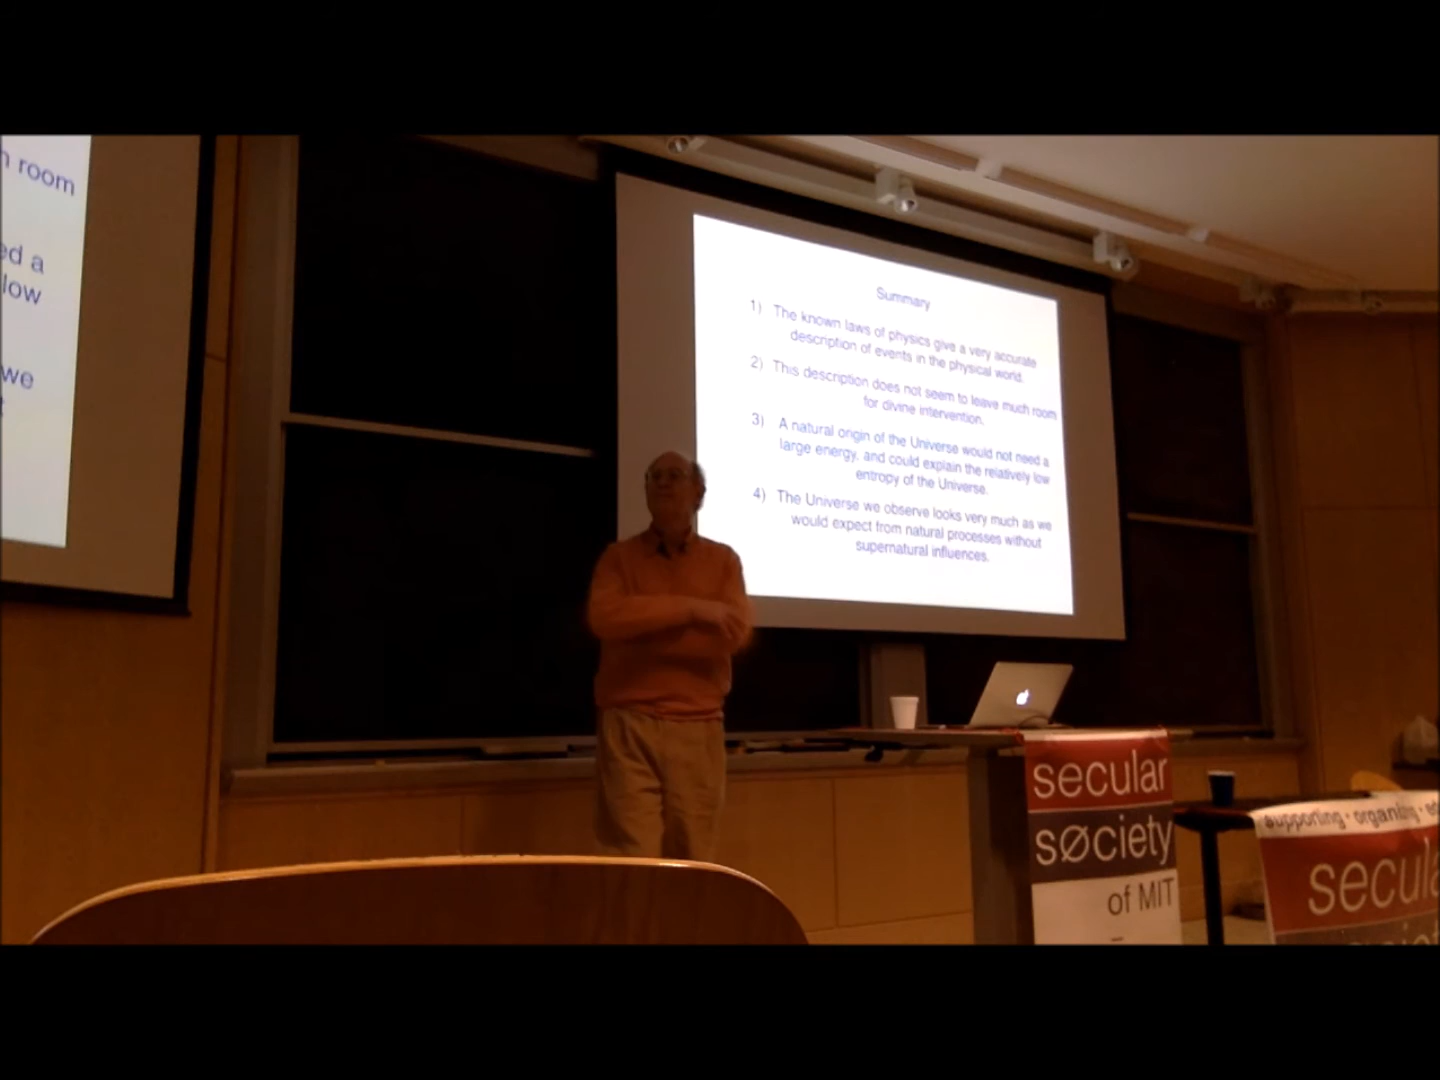 n room
ed a
low
we
Summary
1) The known laws of physics give a very accurate
description of events in the physical world.
2) This description does not seem to leave much room
for divine intervention.
3) A natural origin of the Universe would not need a
large energy, and could explain the relatively low
entropy of the Universe.
4) The Universe we observe looks very much as we
would expect from natural processes without
supernatural influences.
secular
søciety
of MIT
supporting · organizing · ed
secula